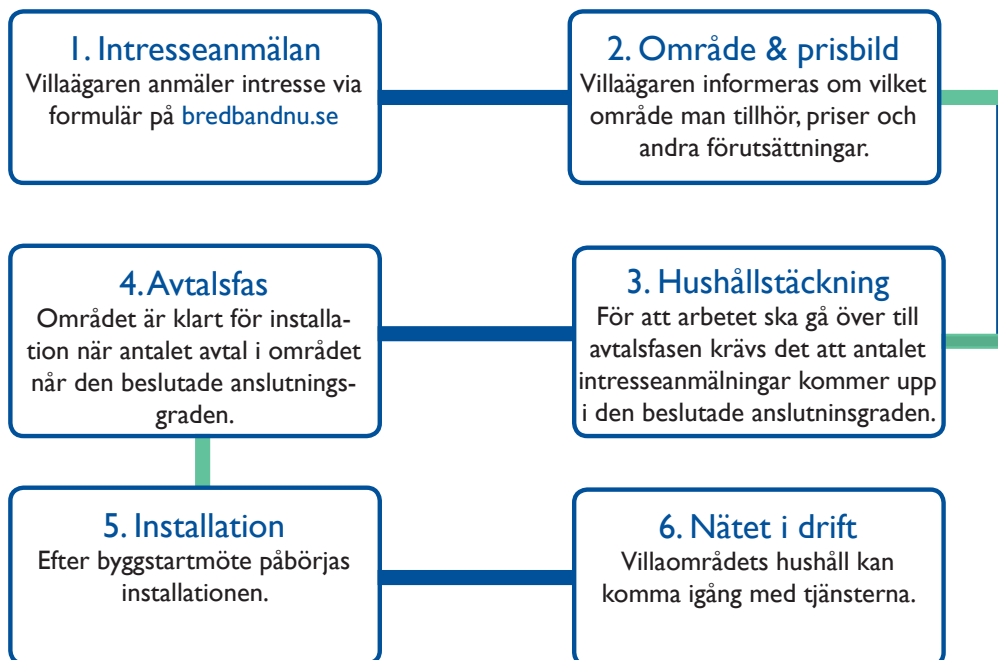 1. Intresseanmälan
Villaägaren anmäler intresse via
formulär på bredbandnu.se
2. Område & prisbild
Villaägaren informeras om vilket
område man tillhör, priser och
andra förutsättningar.
3. Hushållstäckning
För att arbetet ska gå över till
avtalsfasen krävs det att antalet
intresseanmälningar kommer upp
i den beslutade anslutninsgraden.
4. Avtalsfas
Området är klart för installa-
tion när antalet avtal i området
når den beslutade anslutnings-
graden.
5. Installation
Efter byggstartmöte påbörjas
installationen.
6. Nätet i drift
Villaområdets hushåll kan
komma igång med tjänsterna.